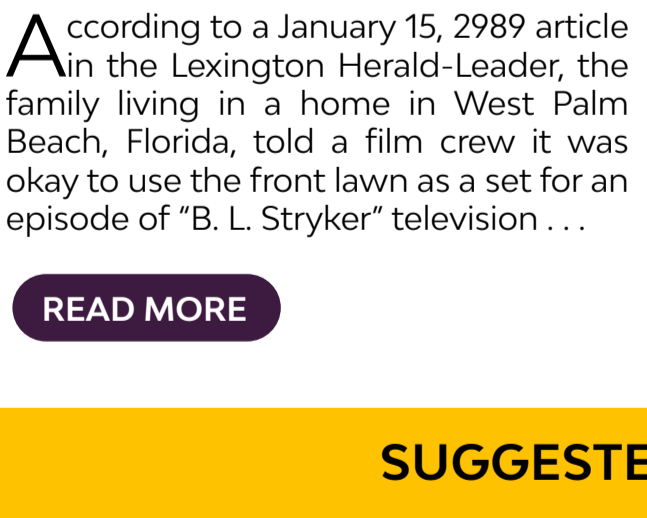 According to a January 15, 2989 article
in the Lexington Herald-Leader, the
family living in a home in West Palm
Beach, Florida, told a film crew it was
okay to use the front lawn as a set for an
episode of “B. L. Stryker” television . . .
READ MORE
SUGGESTE